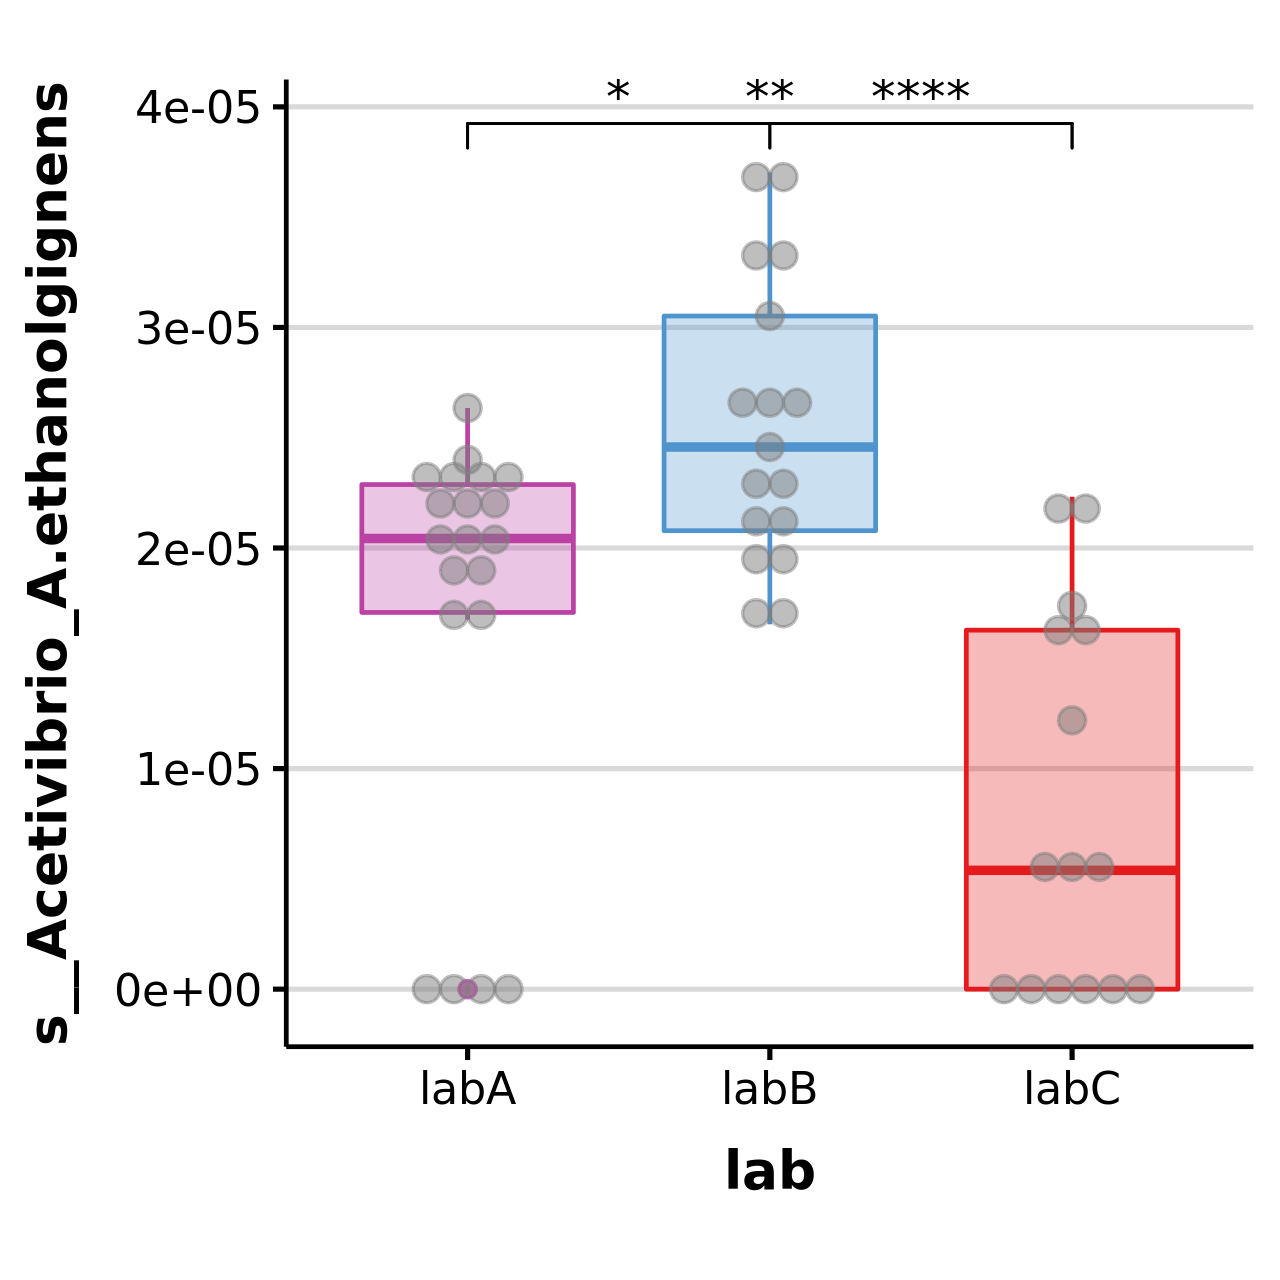 * ** ****
4e-05
3e-05
2e-05
1e-05
0e+00
s__Acetivibrio_A.ethanolgignens
labA labB labC
lab